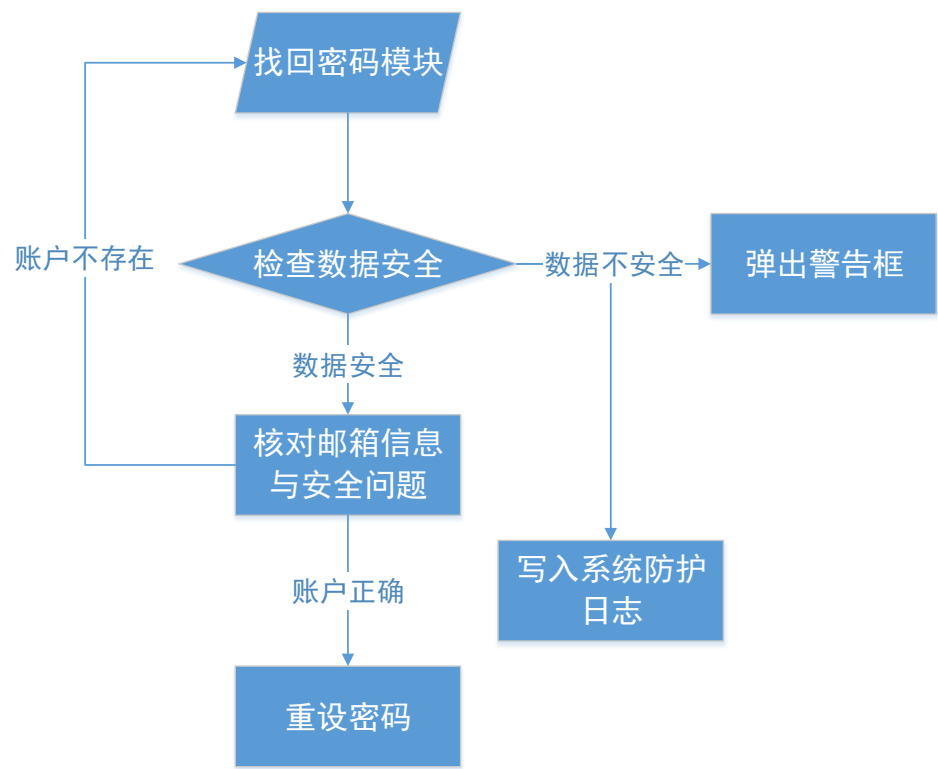 找回密码模块
账户不存在
检查数据安全
数据不安全
弹出警告框
数据安全
核对邮箱信息
与安全问题
写入系统防护
日志
账户正确
重设密码